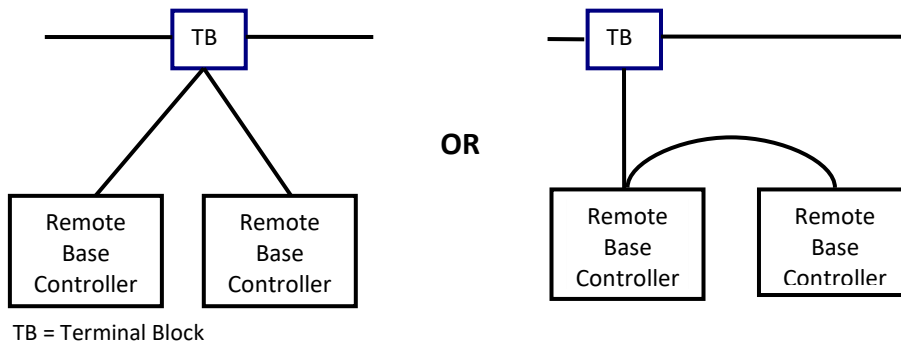 TB
TB
OR
Remote
Base
Controller
Remote
Base
Controller
Remote
Base
Controller
Remote
Base
Controller
TB = Terminal Block